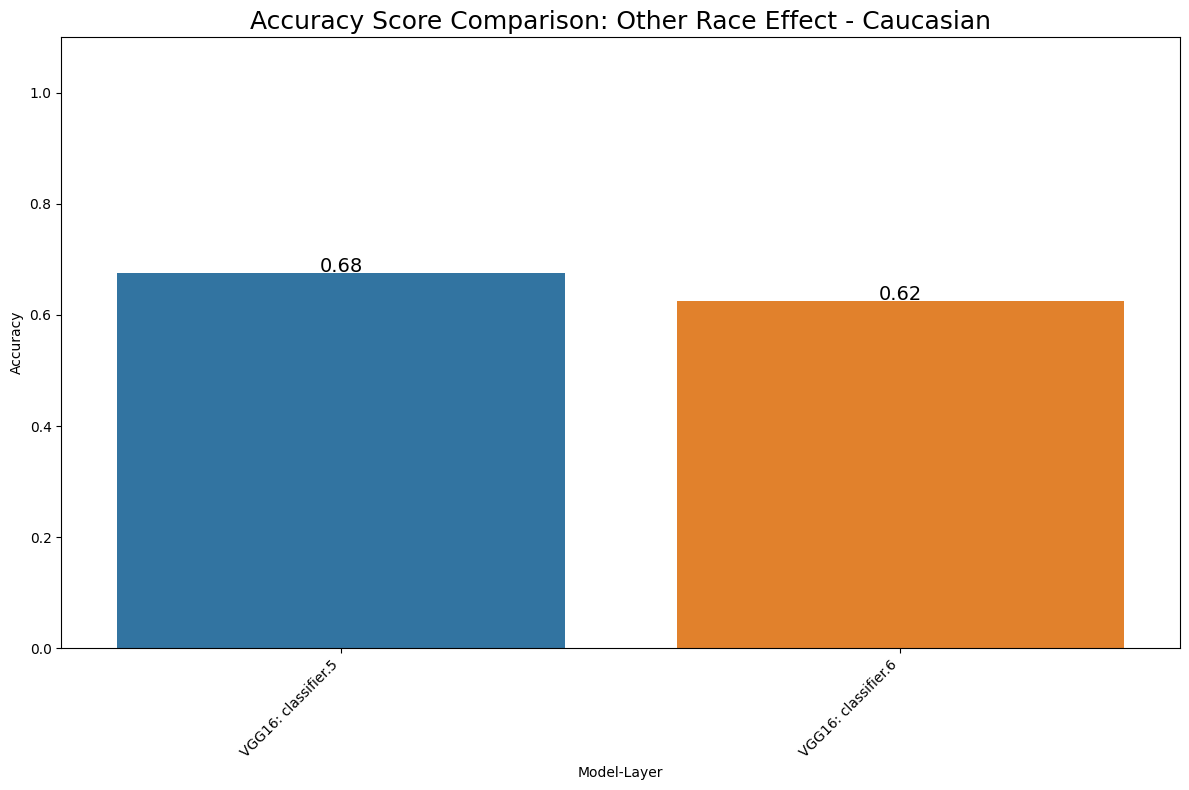 Accuracy Score Comparison: Other Race Effect - Caucasian
1.0
0.8
0.6
0.4
0.2
0.0
Accuracy
0.68
0.62
VGG16: classifier.5
VGG16: classifier.6
Model-Layer